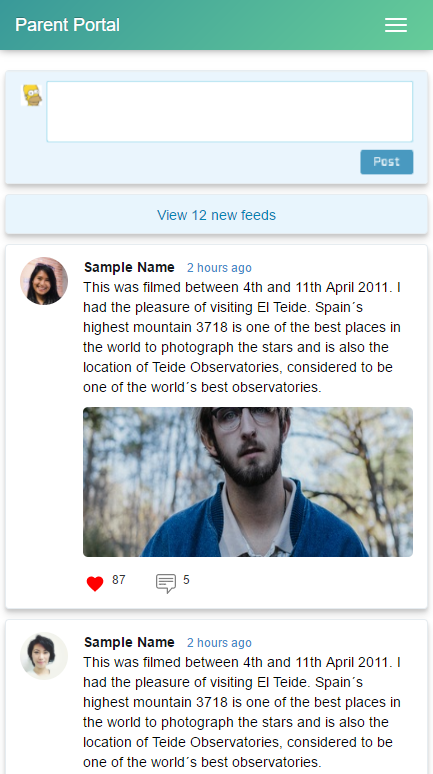 Parent Portal
Post
View 12 new feeds
Sample Name 2 hours ago
This was filmed between 4th and 11th April 2011. I
had the pleasure of visiting El Teide. Spain´s
highest mountain 3718 is one of the best places in
the world to photograph the stars and is also the
location of Teide Observatories, considered to be
one of the world´s best observatories.
87 5
Sample Name 2 hours ago
This was filmed between 4th and 11th April 2011. I
had the pleasure of visiting El Teide. Spain´s
highest mountain 3718 is one of the best places in
the world to photograph the stars and is also the
location of Teide Observatories, considered to be
one of the world´s best observatories.